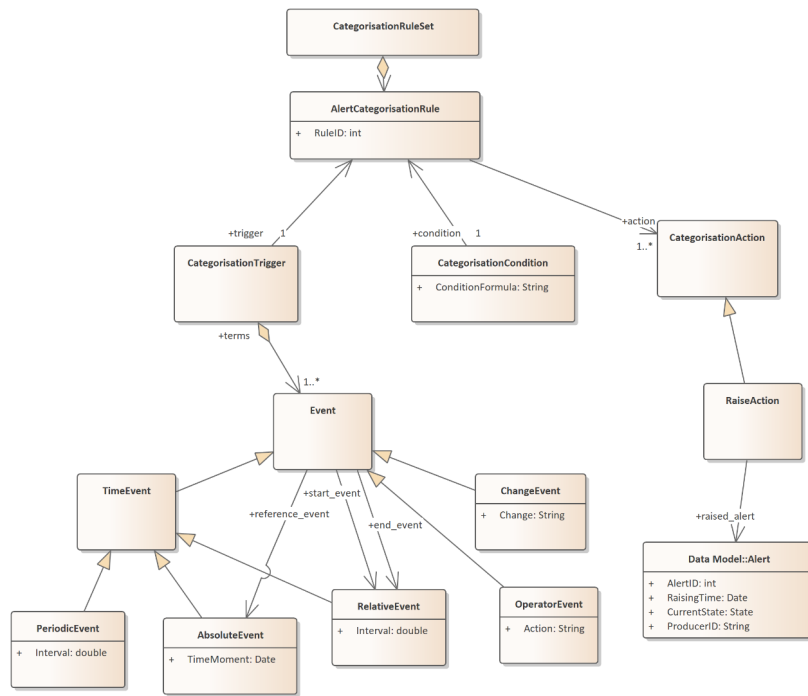 CategorisationRuleSet
AlertCategorisationRule
+ RuleID: int
+action
1..*
+trigger 1
+condition 1
CategorisationAction
CategorisationTrigger
CategorisationCondition
+ ConditionFormula: String
+terms
1..*
Event
RaiseAction
TimeEvent
+start_event
+reference_event
+end_event
ChangeEvent
+ Change: String
+raised_alert
Data Model::Alert
+ AlertID: int
+ RaisingTime: Date
+ CurrentState: State
+ ProducerID: String
PeriodicEvent
+ Interval: double
AbsoluteEvent
+ TimeMoment: Date
RelativeEvent
+ Interval: double
OperatorEvent
+ Action: String